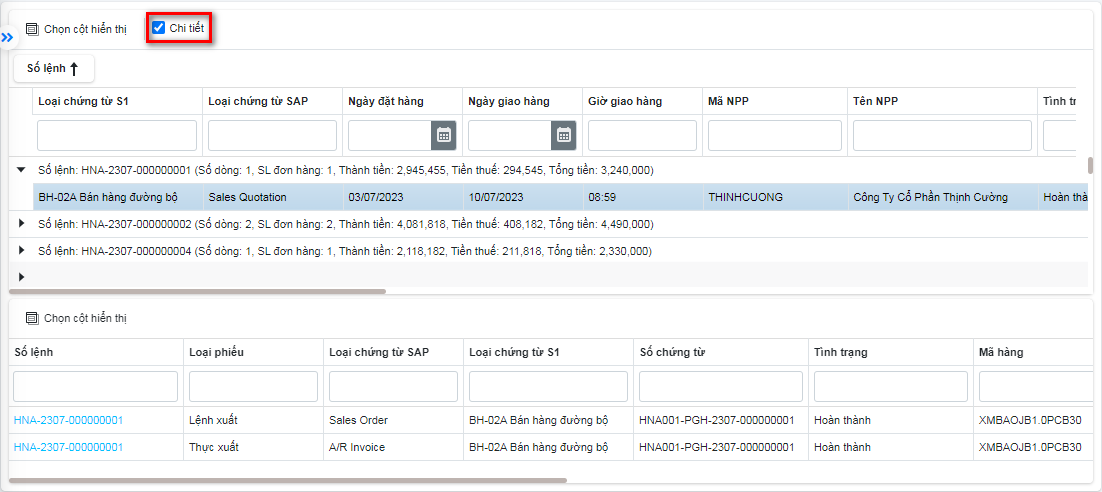 Chọn cột hiển thị Chi tiết
Số lệnh
Loại chứng từ S1 Loại chứng từ SAP Ngày đặt hàng Ngày giao hàng Giờ giao hàng Mã NPP Tên NPP Tình tr
Số lệnh: HNA-2307-000000001 (Số dòng: 1, SL đơn hàng: 1, Thành tiền: 2,945,455, Tiền thuế: 294,545, Tổng tiền: 3,240,000)
BH-02A Bán hàng đường bộ Sales Quotation 03/07/2023 10/07/2023 08:59 THINHCUONG Công Ty Cổ Phần Thịnh Cường Hoàn thà
Số lệnh: HNA-2307-000000002 (Số dòng: 2, SL đơn hàng: 2, Thành tiền: 4,081,818, Tiền thuế: 408,182, Tổng tiền: 4,490,000)
Số lệnh: HNA-2307-000000004 (Số dòng: 1, SL đơn hàng: 1, Thành tiền: 2,118,182, Tiền thuế: 211,818, Tổng tiền: 2,330,000)
Chọn cột hiển thị
Số lệnh Loại phiếu Loại chứng từ SAP Loại chứng từ S1 Số chứng từ Tình trạng Mã hàng
HNA-2307-000000001 Lệnh xuất Sales Order BH-02A Bán hàng đường bộ HNA001-PGH-2307-000000001 Hoàn thành XMBAOJB1.0PCB30
HNA-2307-000000001 Thực xuất A/R Invoice BH-02A Bán hàng đường bộ HNA001-PGH-2307-000000001 Hoàn thành XMBAOJB1.0PCB30